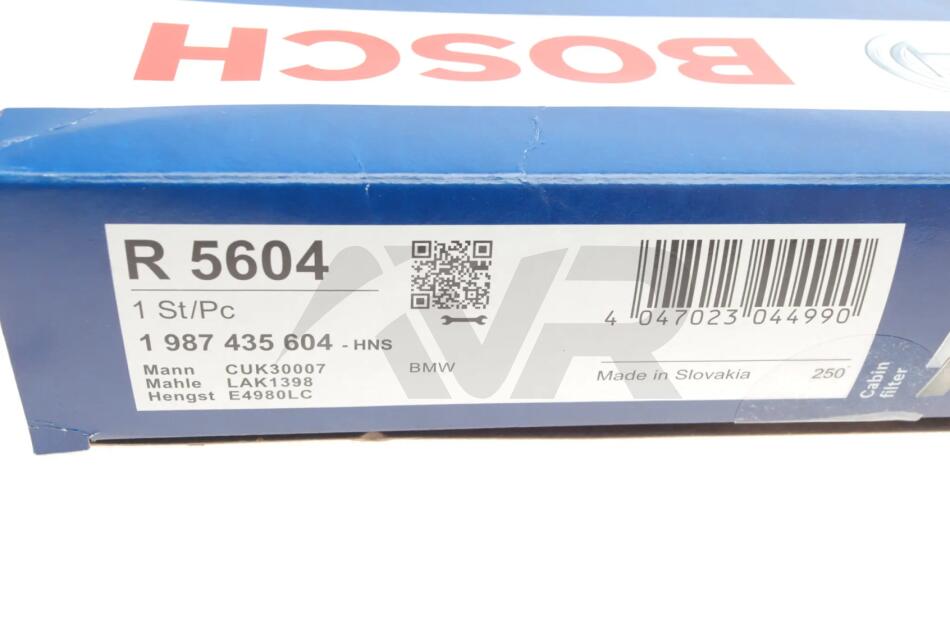 BOSCH
R 5604
1 St/Pc
1 987 435 604 - HNS
Mann CUK30007
Mahle LAK1398
Hengst E4980LC
BMW
4 047023 044990
Made in Slovakia 250
Cabin
filter
VR